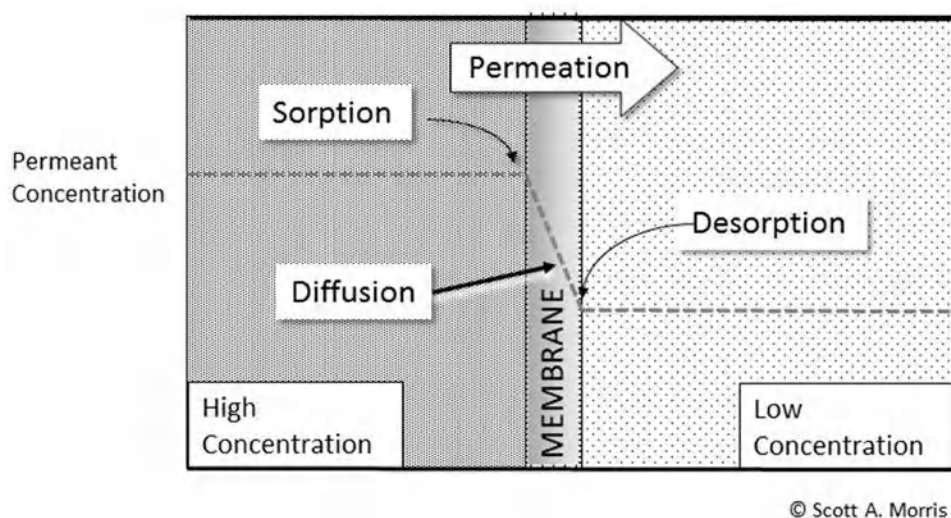 Permeation
Sorption
Permeant
Concentration
Desorption
Diffusion
MEMBRANE
High
Concentration
Low
Concentration
© Scott A. Morris